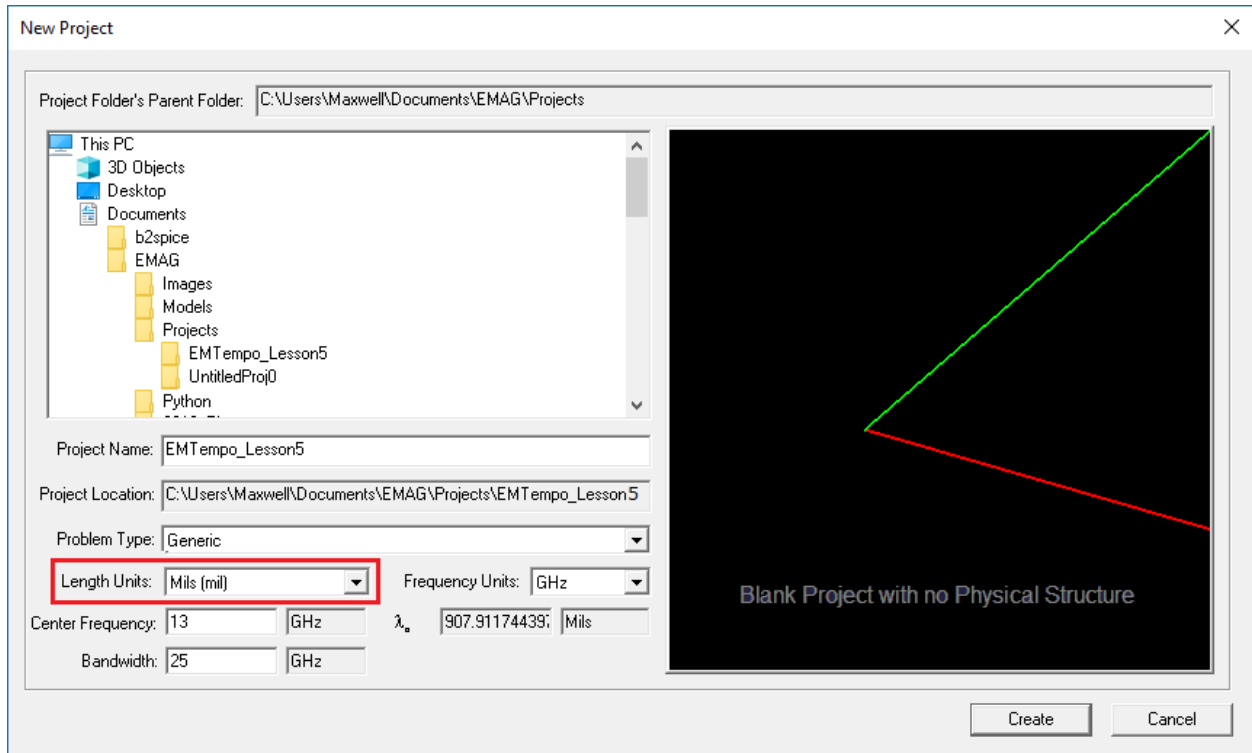 New Project
Project Folder's Parent Folder: C:\Users\Maxwell\Documents\EMAG\Projects
This PC
3D Objects
Desktop
Documents
b2spice
EMAG
Images
Models
Projects
EMTempo_Lesson5
UntitledProj0
Python
Project Name: EMTempo_Lesson5
Project Location: C:\Users\Maxwell\Documents\EMAG\Projects\EMTempo_Lesson5
Problem Type: Generic
Length Units: Mils (mil) Frequency Units: GHz
Center Frequency: 13 GHz λ₀ 907.911744397 Mils
Bandwidth: 25 GHz
Blank Project with no Physical Structure
Create Cancel